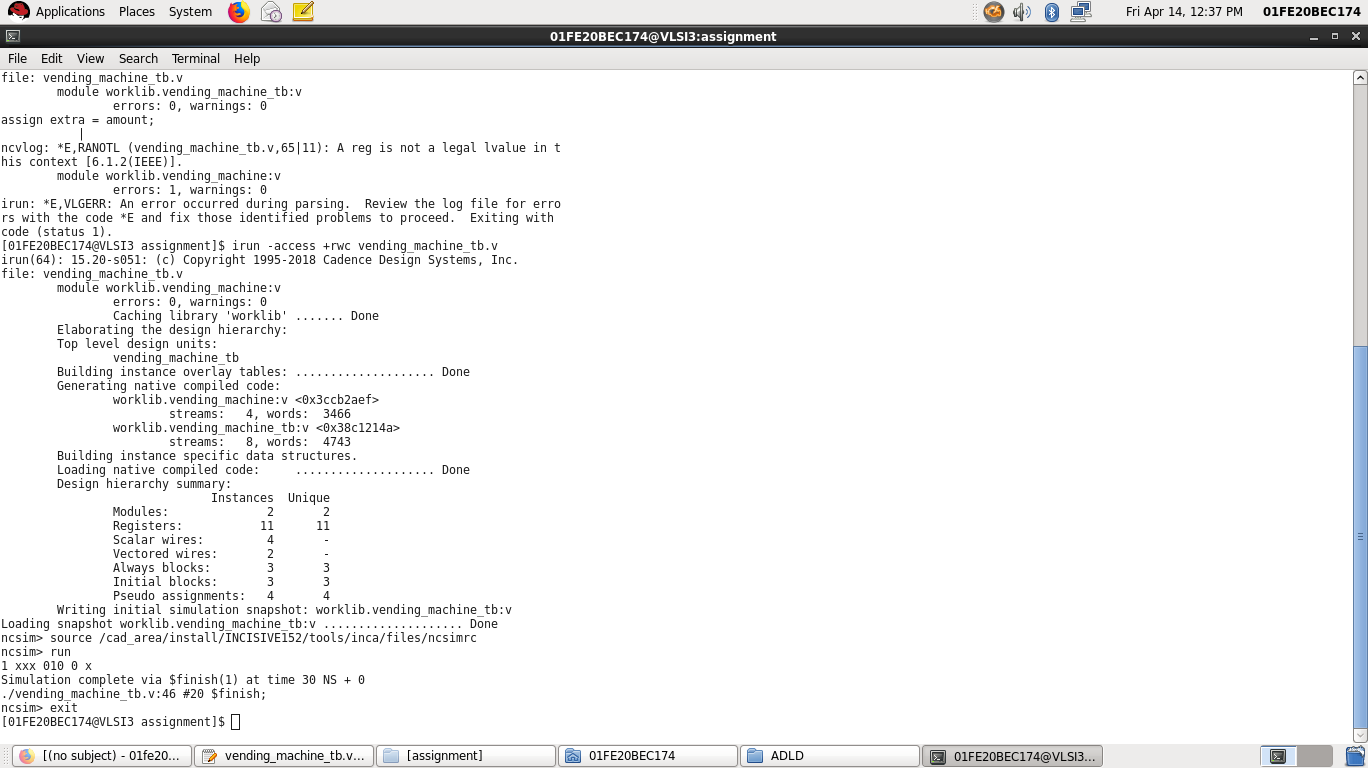 Applications Places System Fri Apr 14, 12:37 PM 01FE20BEC174
01FE20BEC174@VLSI3:assignment
File Edit View Search Terminal Help
file: vending_machine_tb.v
module worklib.vending_machine_tb:v
errors: 0, warnings: 0
assign extra = amount;
|
ncvlog: *E,RANOTL (vending_machine_tb.v,65|11): A reg is not a legal lvalue in t
his context [6.1.2(IEEE)].
module worklib.vending_machine:v
errors: 1, warnings: 0
irun: *E,VLGERR: An error occurred during parsing.  Review the log file for erro
rs with the code *E and fix those identified problems to proceed.  Exiting with
code (status 1).
[01FE20BEC174@VLSI3 assignment]$ irun -access +rwc vending_machine_tb.v
irun(64): 15.20-s051: (c) Copyright 1995-2018 Cadence Design Systems, Inc.
file: vending_machine_tb.v
module worklib.vending_machine:v
errors: 0, warnings: 0
Caching library 'worklib' ....... Done
Elaborating the design hierarchy:
Top level design units:
vending_machine_tb
Building instance overlay tables: .................... Done
Generating native compiled code:
worklib.vending_machine:v <0x3ccb2aef>
streams:   4, words:  3466
worklib.vending_machine_tb:v <0x38c1214a>
streams:   8, words:  4743
Building instance specific data structures.
Loading native compiled code:     .................... Done
Design hierarchy summary:
Instances  Unique
Modules:              2       2
Registers:           11      11
Scalar wires:         4       -
Vectored wires:       2       -
Always blocks:        3       3
Initial blocks:       3       3
Pseudo assignments:   4       4
Writing initial simulation snapshot: worklib.vending_machine_tb:v
Loading snapshot worklib.vending_machine_tb:v .................... Done
ncsim> source /cad_area/install/INCISIVE152/tools/inca/files/ncsimrc
ncsim> run
1 xxx 010 0 x
Simulation complete via $finish(1) at time 30 NS + 0
./vending_machine_tb.v:46 #20 $finish;
ncsim> exit
[01FE20BEC174@VLSI3 assignment]$
[(no subject) - 01fe20... vending_machine_tb.v... [assignment] 01FE20BEC174 ADLD 01FE20BEC174@VLSI3...